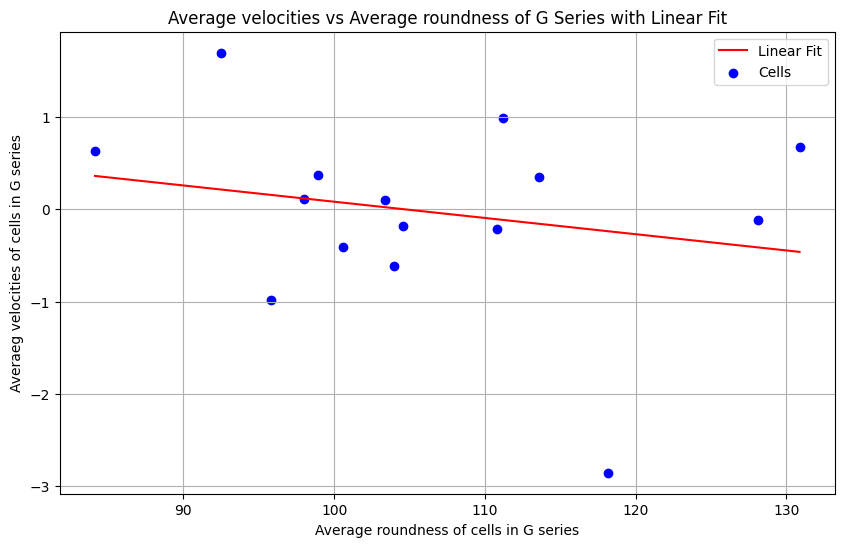 Average velocities vs Average roundness of G Series with Linear Fit
Linear Fit
Cells
Averaeg velocities of cells in G series
1
0
−1
−2
−3
90
100
110
120
130
Average roundness of cells in G series